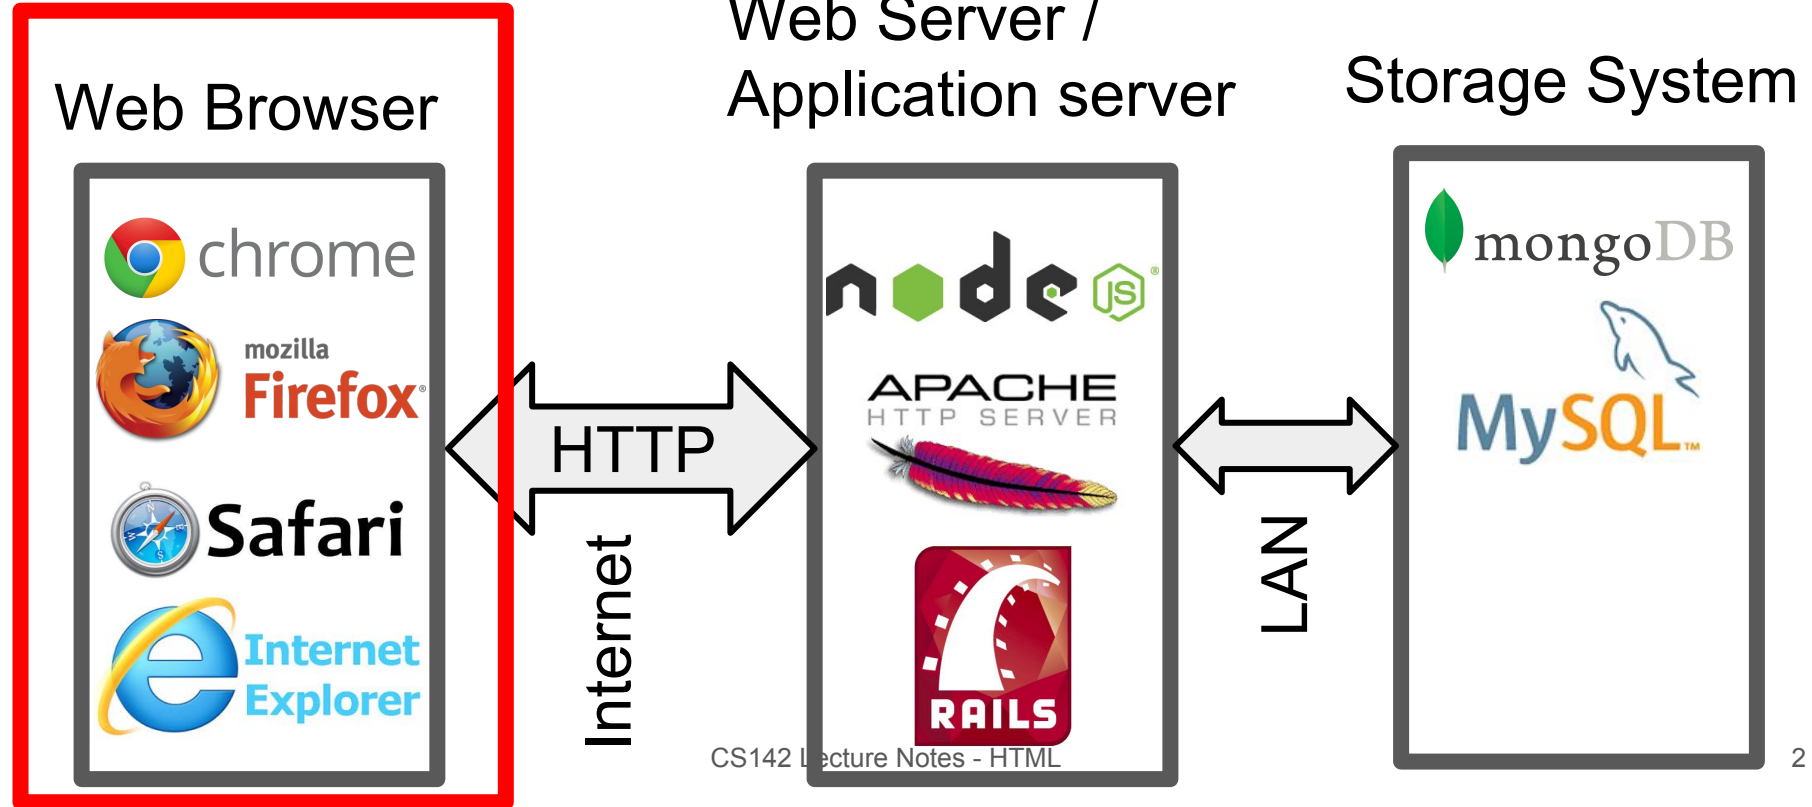 Web Server /
Application server
Web Browser
Storage System
chrome
mozilla
Firefox®
Safari
Internet
Explorer
HTTP
Internet
node JS®
APACHE
HTTP SERVER
RAILS
LAN
mongoDB
MySQL™
CS142 Lecture Notes - HTML
2